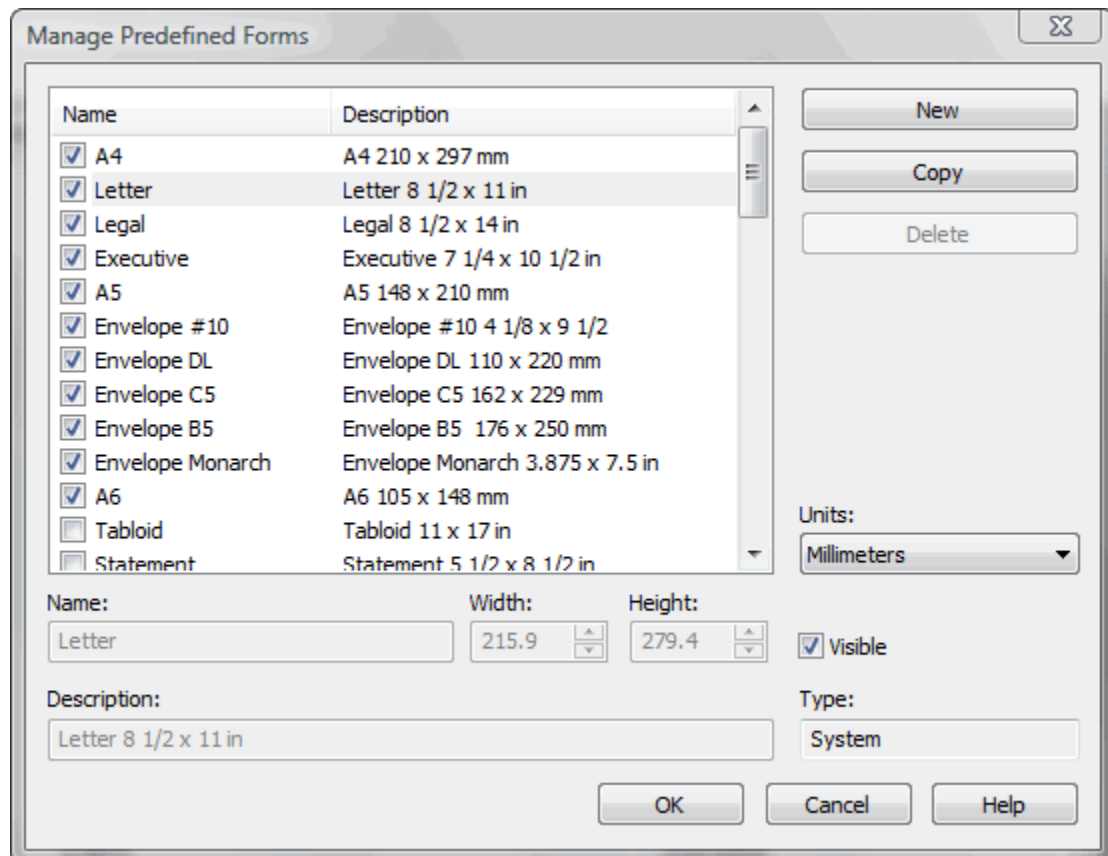 Manage Predefined Forms
Name Description
A4 A4 210 x 297 mm
Letter Letter 8 1/2 x 11 in
Legal Legal 8 1/2 x 14 in
Executive Executive 7 1/4 x 10 1/2 in
A5 A5 148 x 210 mm
Envelope #10 Envelope #10 4 1/8 x 9 1/2
Envelope DL Envelope DL 110 x 220 mm
Envelope C5 Envelope C5 162 x 229 mm
Envelope B5 Envelope B5  176 x 250 mm
Envelope Monarch Envelope Monarch 3.875 x 7.5 in
A6 A6 105 x 148 mm
Tabloid Tabloid 11 x 17 in
Statement Statement 5 1/2 x 8 1/2 in
New
Copy
Delete
Units:
Millimeters
Name: Width: Height:
Letter 215.9 279.4 Visible
Description: Type:
Letter 8 1/2 x 11 in System
OK Cancel Help